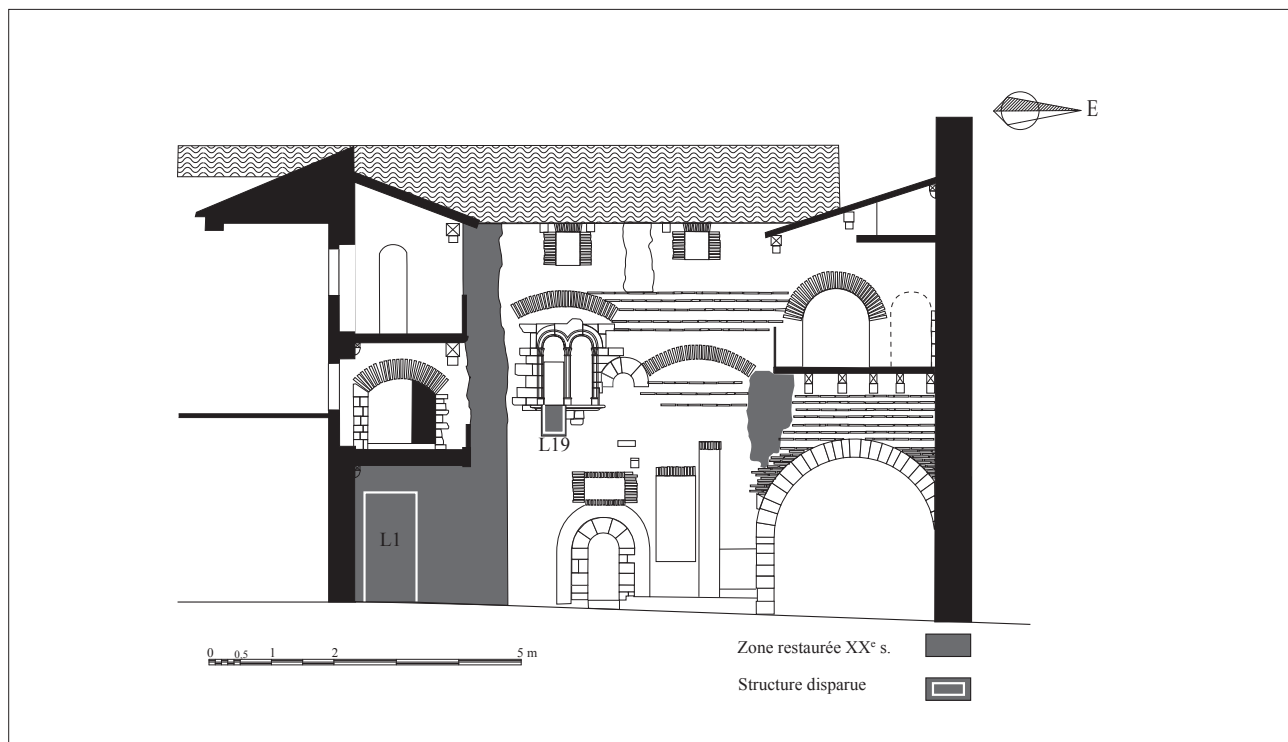 E
L19
L1
0 0.5 1 2 5 m
Zone restaurée XXe s.
Structure disparue